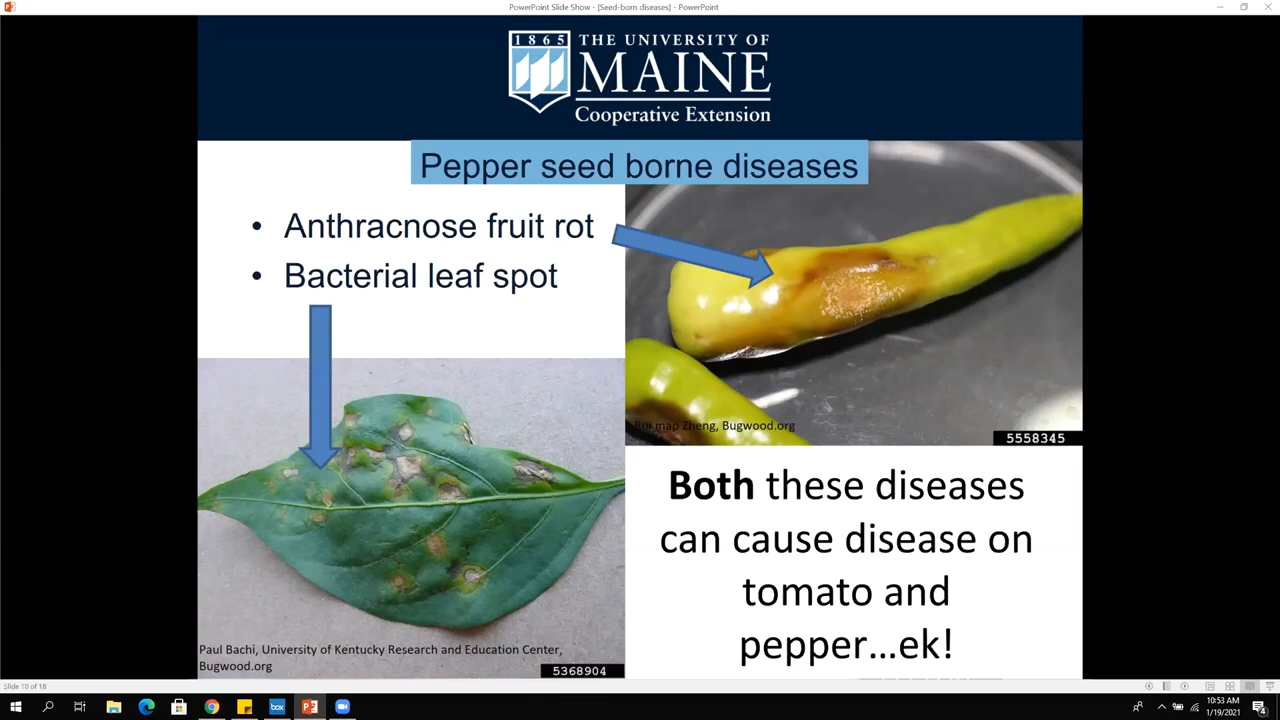 PowerPoint Slide Show - [Seed-born diseases] - PowerPoint
1865
THE UNIVERSITY OF
MAINE
Cooperative Extension
Pepper seed borne diseases
• Anthracnose fruit rot
• Bacterial leaf spot
map Zheng, Bugwood.org
5558345
Both these diseases
can cause disease on
tomato and
pepper...ek!
Paul Bachi, University of Kentucky Research and Education Center,
Bugwood.org
5368904
Slide 10 of 18
box
10:53 AM
1/19/2021
4